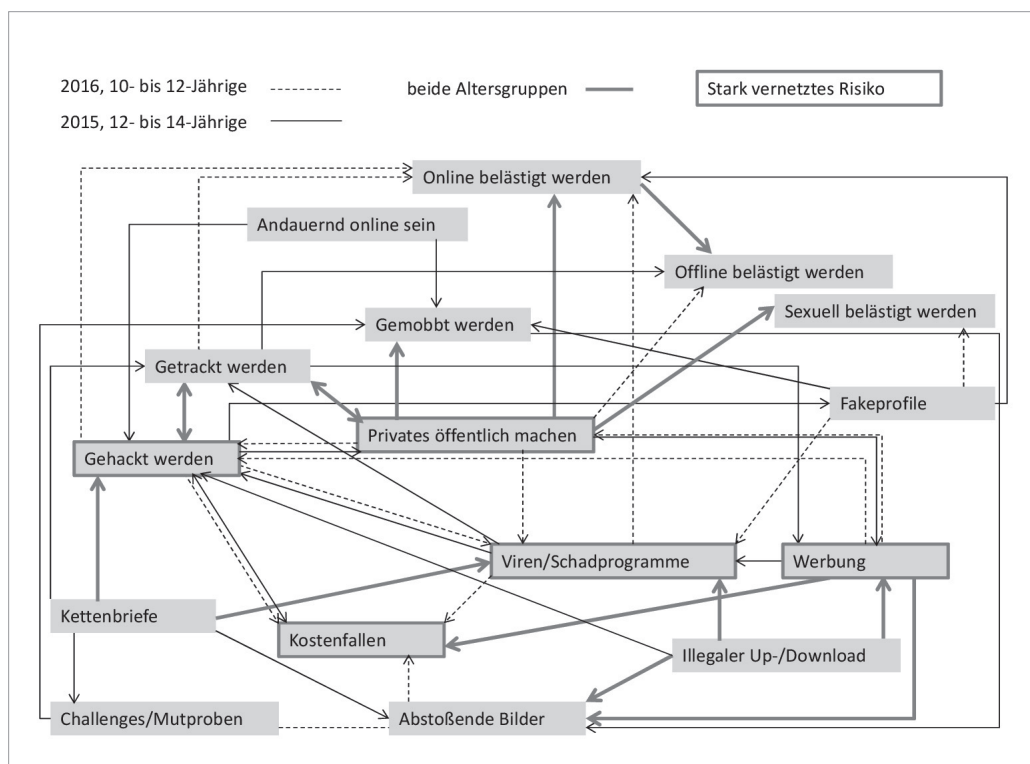 2016, 10- bis 12-Jährige
beide Altersgruppen
Stark vernetztes Risiko
2015, 12- bis 14-Jährige
Online belästigt werden
Andauernd online sein
Offline belästigt werden
Sexuell belästigt werden
Gemobbt werden
Getrackt werden
Fakeprofile
Privates öffentlich machen
Gehackt werden
Viren/Schadprogramme
Werbung
Kettenbriefe
Kostenfallen
Illegaler Up-/Download
Challenges/Mutproben
Abstoßende Bilder